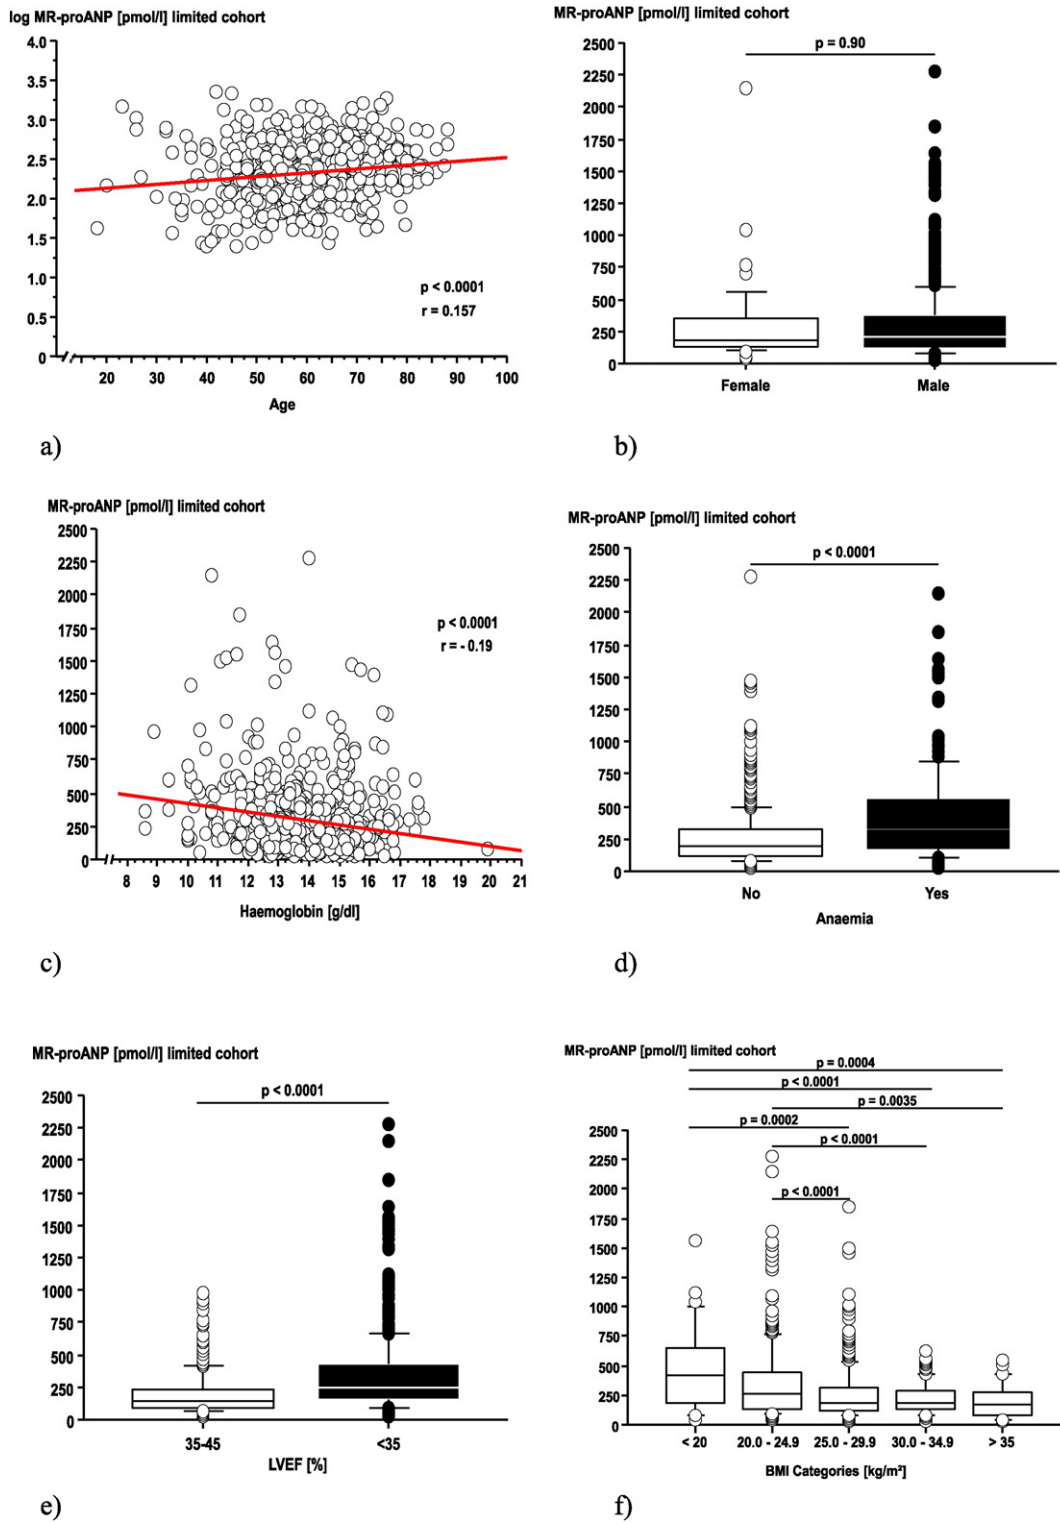 log MR-proANP [pmol/l] limited cohort
4.0
3.5
3.0
2.5
2.0
1.5
1.0
0.5
0
p < 0.0001
r = 0.157
20 30 40 50 60 70 80 90 100
Age
a)
MR-proANP [pmol/l] limited cohort
p = 0.90
2500
2250
2000
1750
1500
1250
1000
750
500
250
0
Female Male
b)
MR-proANP [pmol/l] limited cohort
2500
2250
2000
1750
1500
1250
1000
750
500
250
0
p < 0.0001
r = - 0.19
8 9 10 11 12 13 14 15 16 17 18 19 20 21
Haemoglobin [g/dl]
c)
MR-proANP [pmol/l] limited cohort
p < 0.0001
2500
2250
2000
1750
1500
1250
1000
750
500
250
0
No Yes
Anaemia
d)
MR-proANP [pmol/l] limited cohort
p < 0.0001
2500
2250
2000
1750
1500
1250
1000
750
500
250
0
35-45 <35
LVEF [%]
e)
MR-proANP [pmol/l] limited cohort
p = 0.0004
p < 0.0001
p = 0.0035
p = 0.0002
p < 0.0001
p < 0.0001
2500
2250
2000
1750
1500
1250
1000
750
500
250
0
< 20 20.0 - 24.9 25.0 - 29.9 30.0 - 34.9 > 35
BMI Categories [kg/m²]
f)